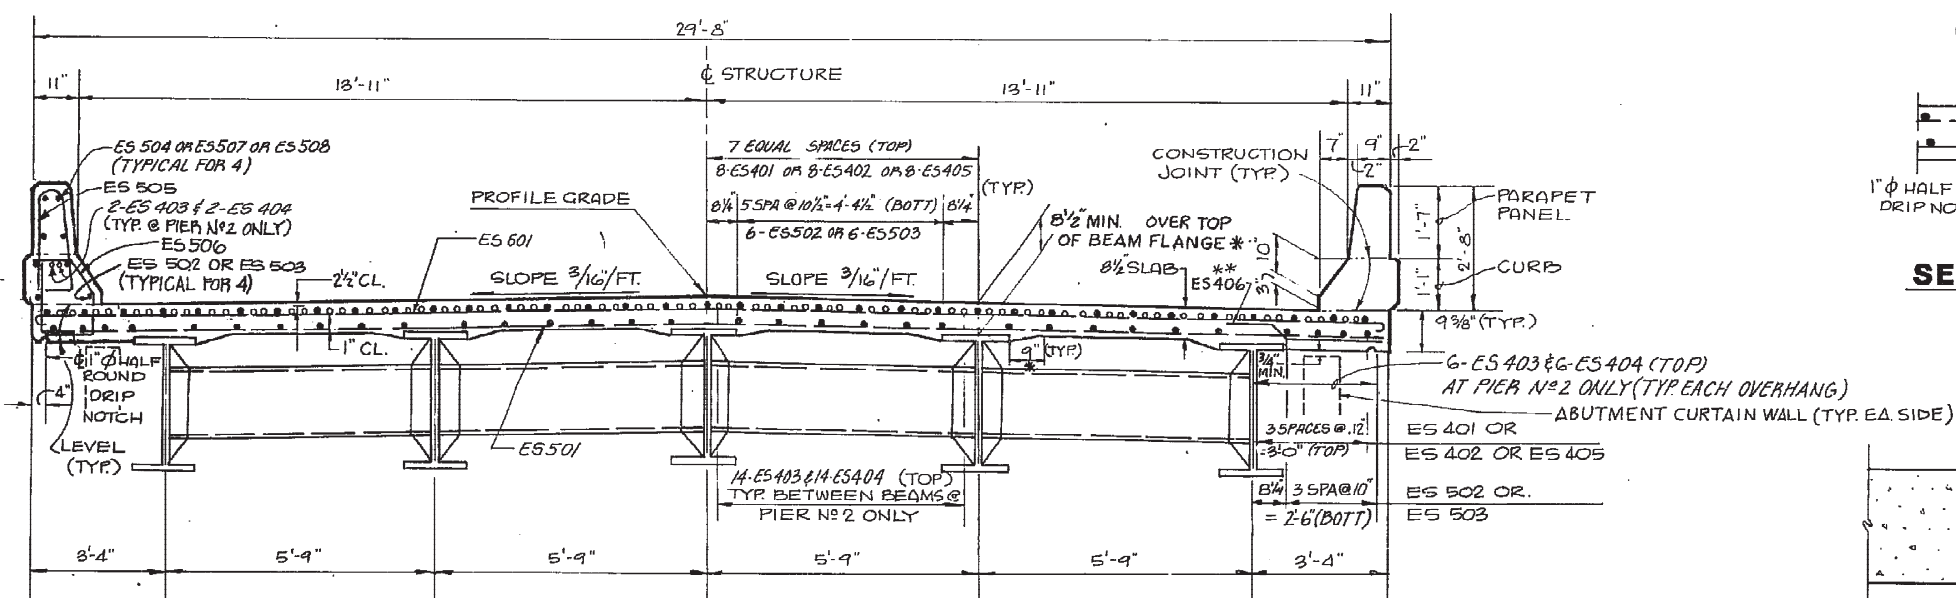 29'-8"
℄ STRUCTURE
11"
13'-11"
13'-11"
11"
ES 504 OR ES507 OR ES508
(TYPICAL FOR 4)
ES 505
2-ES 403 & 2-ES 404
(TYP. @ PIER Nº2 ONLY)
ES 506
ES 502 OR ES 503
(TYPICAL FOR 4)
2½" CL.
1" CL.
PROFILE GRADE
ES 601
SLOPE 3/16"/FT.
SLOPE 3/16"/FT.
7 EQUAL SPACES (TOP)
8-ES401 OR 8-ES402 OR 8-ES405
(TYP.)
8¼" 5 SPA @ 10½"=4'-4½" (BOTT) 8¼"
6-ES502 OR 6-ES503
8½" MIN. OVER TOP
OF BEAM FLANGE *
8½" SLAB
**
ES406
CONSTRUCTION
JOINT (TYP.)
7"
9"
2"
2"
10"
3"
1'-7"
2'-8"
1'-1"
PARAPET
PANEL
CURB
9 3/8" (TYP.)
1" ϕ HALF
DRIP NO
SE
℄ 1" ϕ HALF
ROUND
DRIP
NOTCH
4"
LEVEL
(TYP.)
ES501
9" (TYP.)
*
3/4"
MIN.
6-ES 403 & 6-ES 404 (TOP)
AT PIER Nº2 ONLY (TYP. EACH OVERHANG)
ABUTMENT CURTAIN WALL (TYP. EA. SIDE)
3 SPACES @ 12"
=3'-0" (TOP)
ES 401 OR
ES 402 OR ES 405
14-ES403 & 14-ES404 (TOP)
TYP. BETWEEN BEAMS @
PIER Nº2 ONLY
8¼" 3 SPA @ 10"
= 2'-6" (BOTT)
ES 502 OR.
ES 503
3'-4"
5'-9"
5'-9"
5'-9"
5'-9"
3'-4"